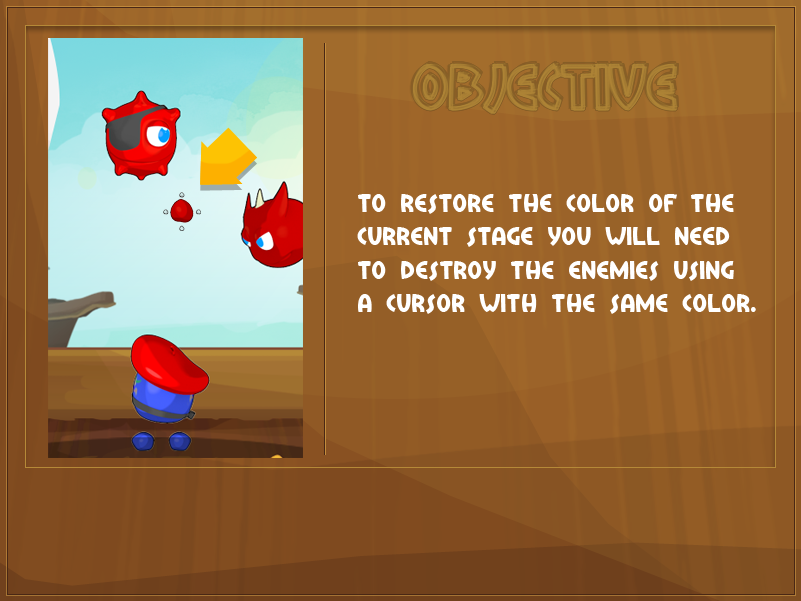 OBJECTIVE
TO RESTORE THE COLOR OF THE
CURRENT STAGE YOU WILL NEED
TO DESTROY THE ENEMIES USING
A CURSOR WITH THE SAME COLOR.